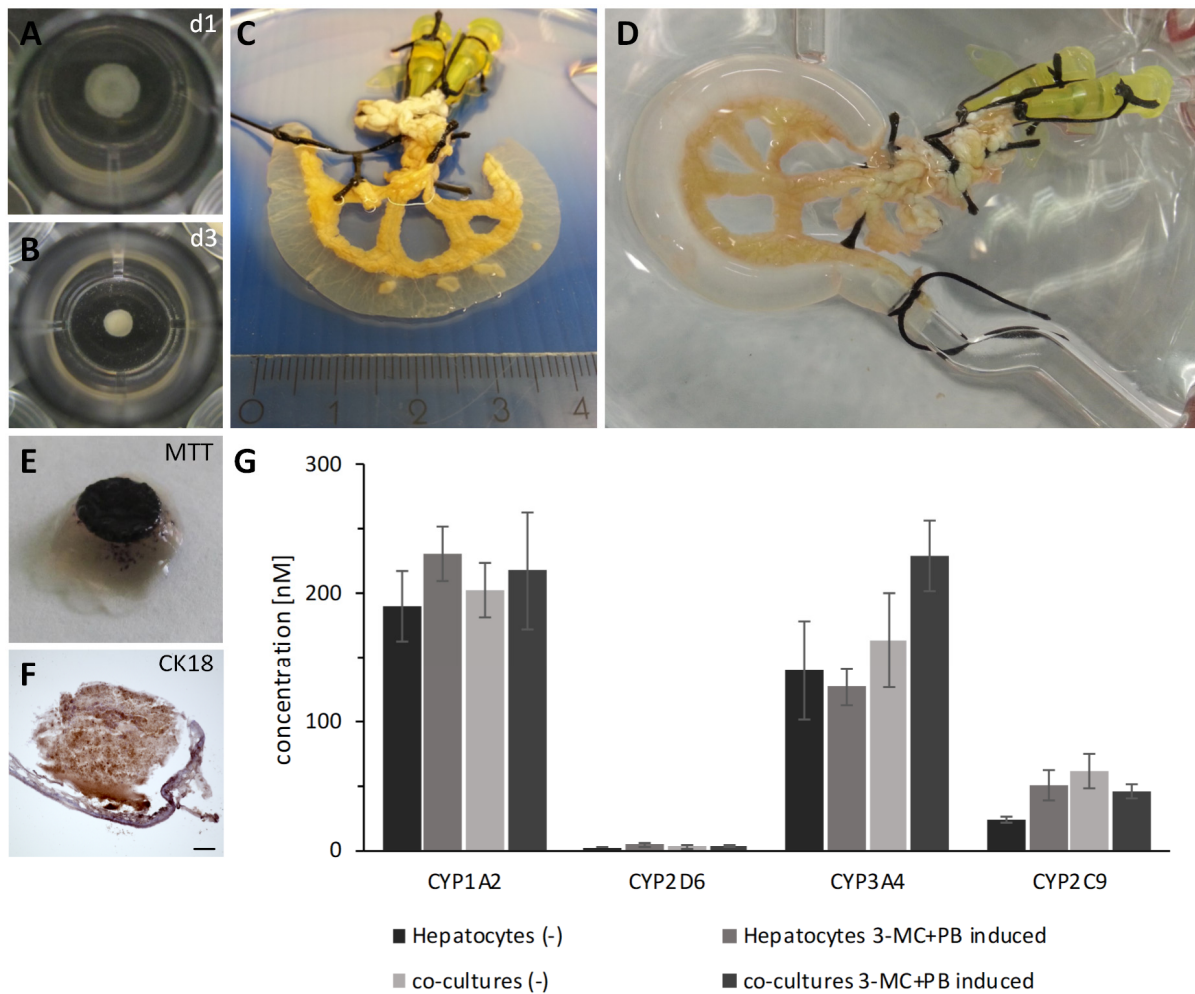 A
d1
B
d3
C
0 1 2 3 4
D
E
MTT
F
CK18
G
300
200
100
0
concentration [nM]
CYP1A2 CYP2D6 CYP3A4 CYP2C9
Hepatocytes (-) Hepatocytes 3-MC+PB induced
co-cultures (-) co-cultures 3-MC+PB induced